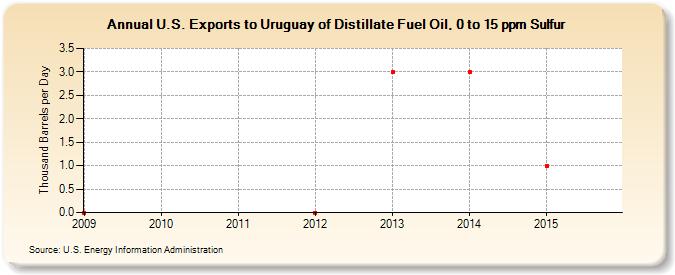 Annual U.S. Exports to Uruguay of Distillate Fuel Oil, 0 to 15 ppm Sulfur
Thousand Barrels per Day
3.5
3.0
2.5
2.0
1.5
1.0
0.5
0.0
2009 2010 2011 2012 2013 2014 2015
Source: U.S. Energy Information Administration